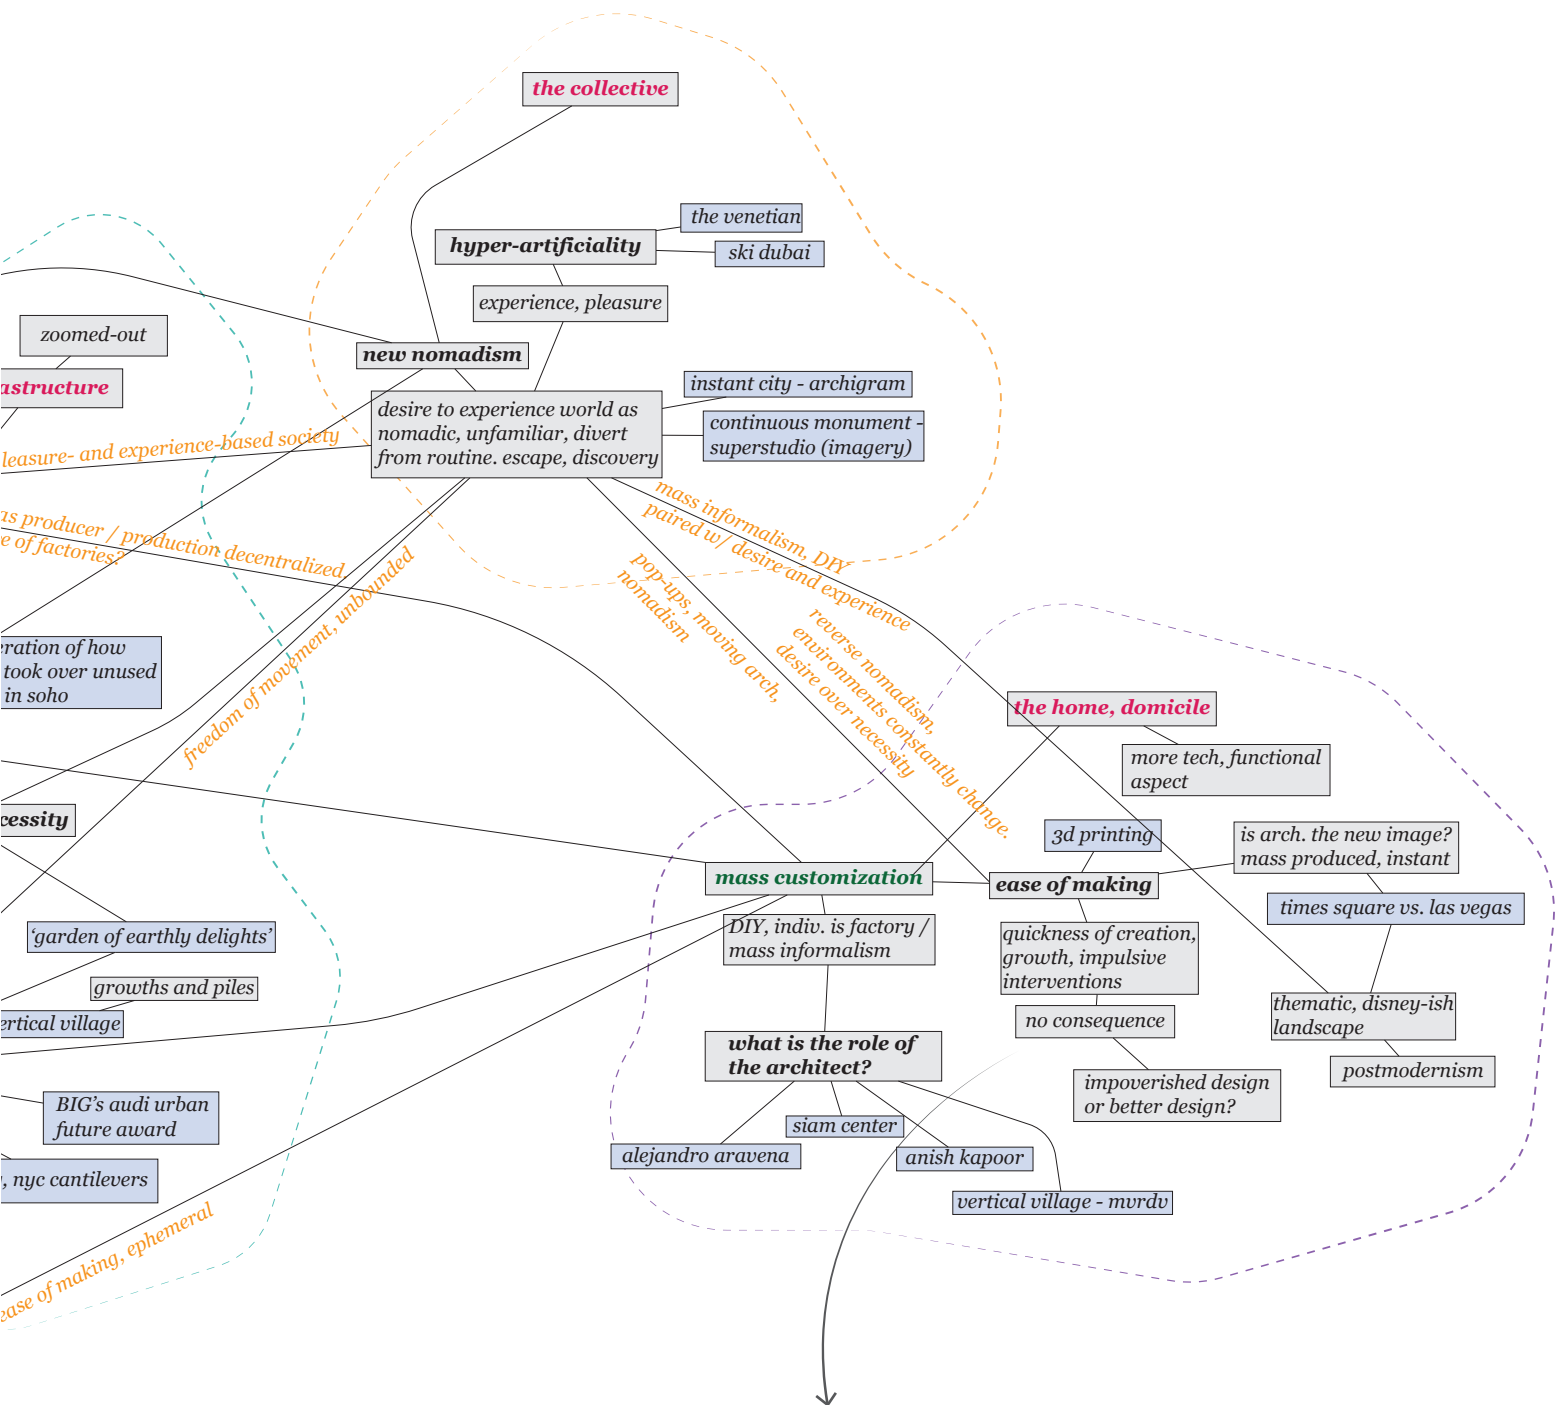 the collective
the venetian
hyper-artificiality
ski dubai
experience, pleasure
zoomed-out
new nomadism
astructure
instant city - archigram
desire to experience world as
nomadic, unfamiliar, divert
from routine. escape, discovery
continuous monument -
superstudio (imagery)
leasure- and experience-based society
mass informalism, DIY
paired w/ desire and experience
as producer / production decentralized.
e of factories?
freedom of movement, unbounded
pop-ups, moving arch,
nomadism
reverse nomadism,
environments constantly change.
desire over necessity
eration of how
took over unused
in soho
the home, domicile
more tech, functional
aspect
cessity
3d printing
is arch. the new image?
mass produced, instant
mass customization
ease of making
times square vs. las vegas
'garden of earthly delights'
DIY, indiv. is factory /
mass informalism
quickness of creation,
growth, impulsive
interventions
growths and piles
ertical village
no consequence
thematic, disney-ish
landscape
what is the role of
the architect?
postmodernism
impoverished design
or better design?
BIG's audi urban
future award
siam center
alejandro aravena
anish kapoor
, nyc cantilevers
vertical village - mvrdv
ease of making, ephemeral